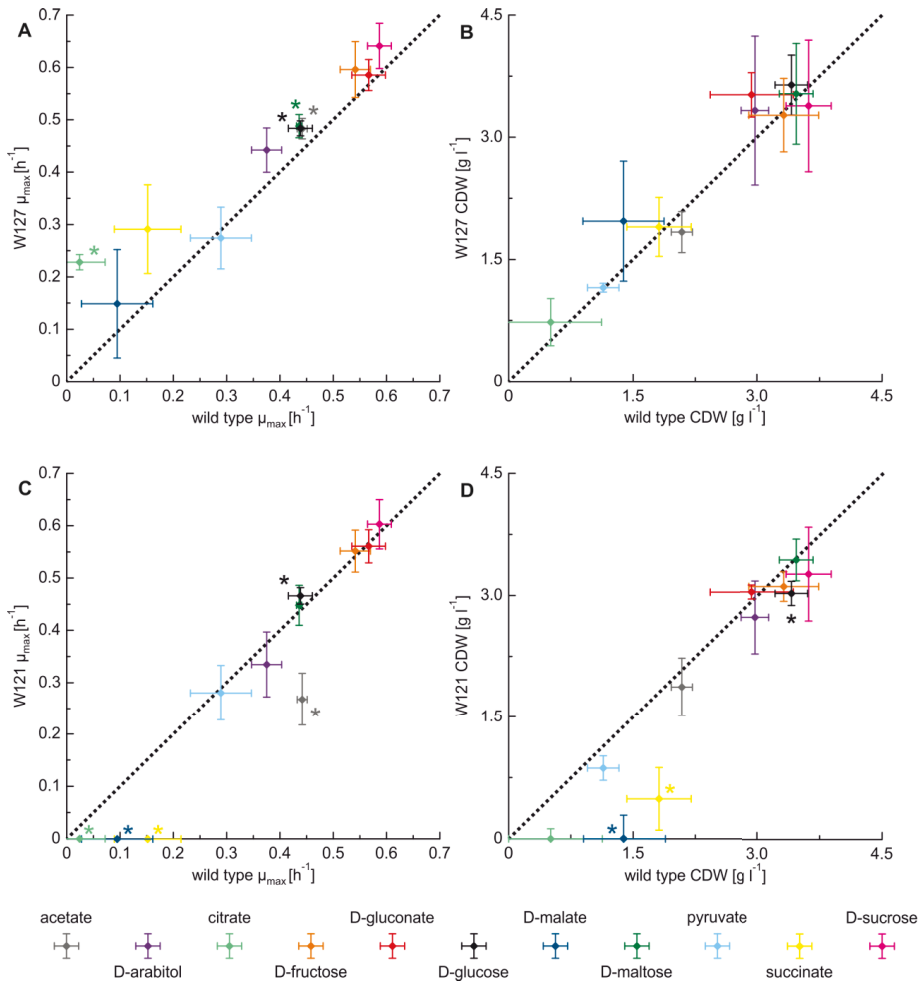 A
W127 μmax [h-1]
0.7
0.6
0.5
0.4
0.3
0.2
0.1
0
* * *
*
0 0.1 0.2 0.3 0.4 0.5 0.6 0.7
wild type μmax [h-1]
B
W127 CDW [g l-1]
4.5
3.0
1.5
0
0 1.5 3.0 4.5
wild type CDW [g l-1]
C
W121 μmax [h-1]
0.7
0.6
0.5
0.4
0.3
0.2
0.1
0
*
*
* * *
0 0.1 0.2 0.3 0.4 0.5 0.6 0.7
wild type μmax [h-1]
D
W121 CDW [g l-1]
4.5
3.0
1.5
0
*
*
*
0 1.5 3.0 4.5
wild type CDW [g l-1]
acetate citrate D-gluconate D-malate pyruvate D-sucrose
D-arabitol D-fructose D-glucose D-maltose succinate